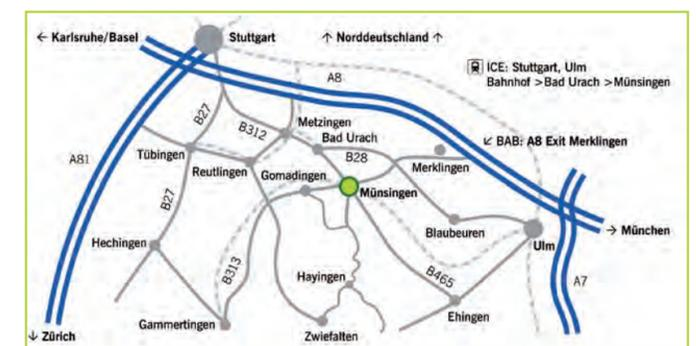 ← Karlsruhe/Basel
Stuttgart
↑ Norddeutschland ↑
ICE: Stuttgart, Ulm
Bahnhof >Bad Urach >Münsingen
A8
B27
B312
Metzingen
Bad Urach
↙ BAB: A8 Exit Merklingen
A81
Tübingen
Reutlingen
B28
Merklingen
Gomadingen
Münsingen
B27
Blaubeuren
→ München
Ulm
Hechingen
B313
Hayingen
B465
A7
Ehingen
Gammertingen
Zwiefalten
↓ Zürich